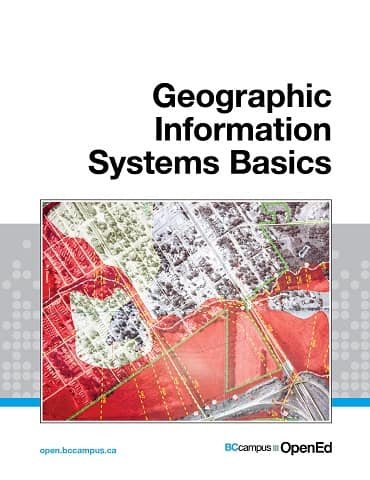 Geographic
Information
Systems Basics
open.bccampus.ca
BCcampus OpenEd